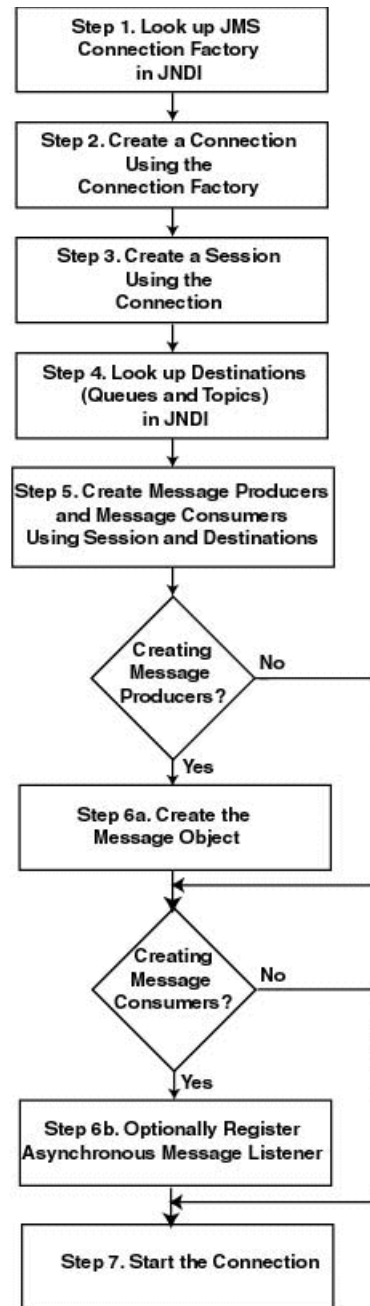 Step 1. Look up JMS
Connection Factory
in JNDI
Step 2. Create a Connection
Using the
Connection Factory
Step 3. Create a Session
Using the
Connection
Step 4. Look up Destinations
(Queues and Topics)
in JNDI
Step 5. Create Message Producers
and Message Consumers
Using Session and Destinations
Creating
Message
Producers?
No
Yes
Step 6a. Create the
Message Object
Creating
Message
Consumers?
No
Yes
Step 6b. Optionally Register
Asynchronous Message Listener
Step 7. Start the Connection